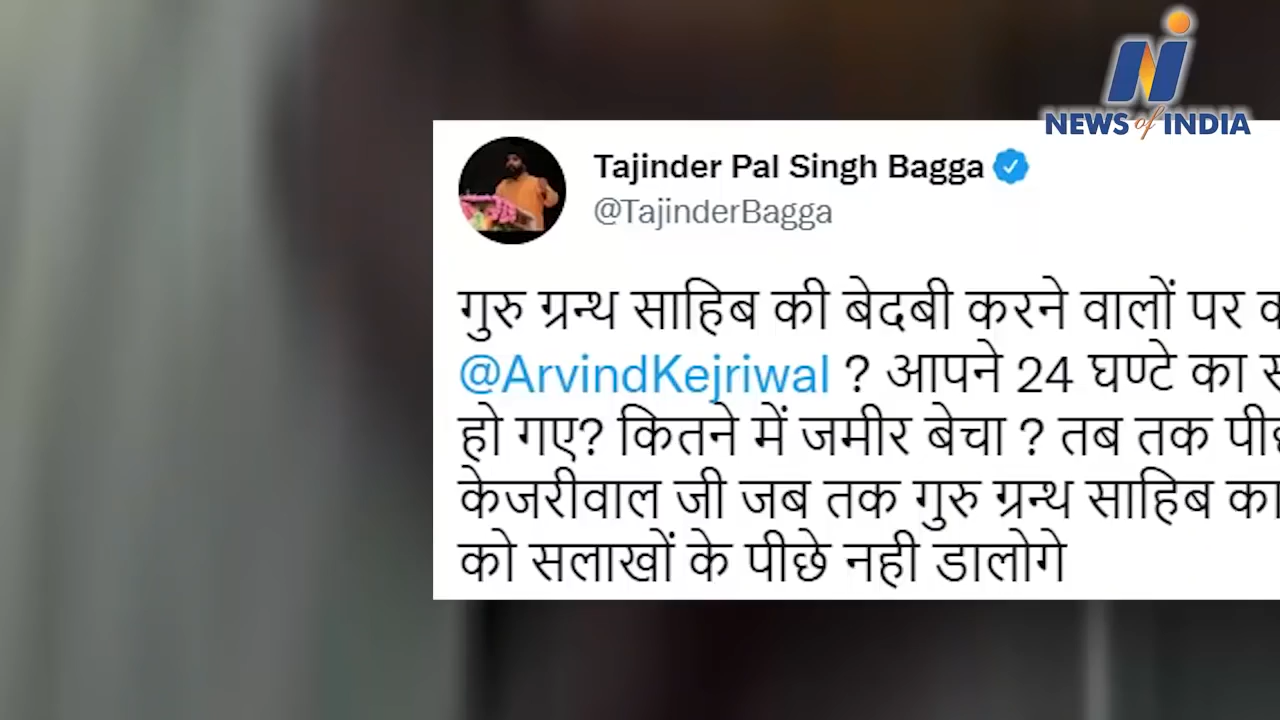 NEWS of INDIA
Tajinder Pal Singh Bagga
@TajinderBagga
गुरु ग्रन्थ साहिब की बेदबी करने वालों पर
@ArvindKejriwal ? आपने 24 घण्टे का
हो गए? कितने में जमीर बेचा ? तब तक
केजरीवाल जी जब तक गुरु ग्रन्थ साहिब का
को सलाखों के पीछे नही डालोगे